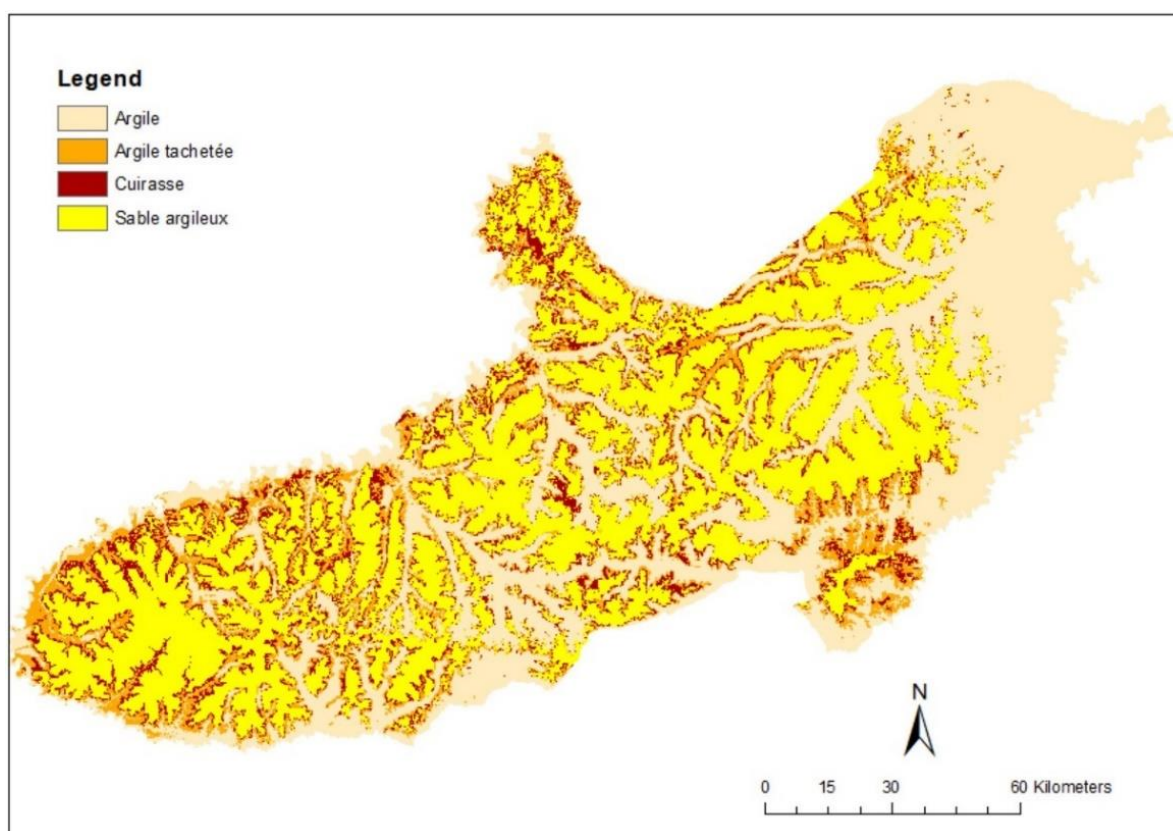 Legend
Argile
Argile tachetée
Cuirasse
Sable argileux
N
0 15 30 60 Kilometers